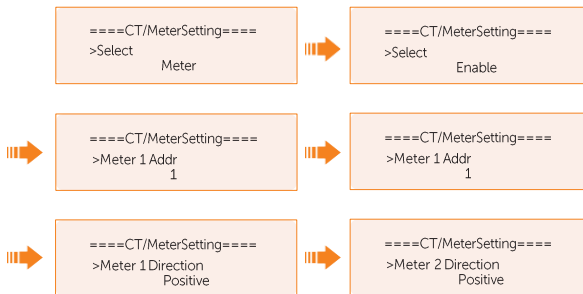 ====CT/MeterSetting====
>Select
Meter
====CT/MeterSetting====
>Select
Enable
====CT/MeterSetting====
>Meter 1 Addr
1
====CT/MeterSetting====
>Meter 1 Addr
1
====CT/MeterSetting====
>Meter 1 Direction
Positive
====CT/MeterSetting====
>Meter 2 Direction
Positive